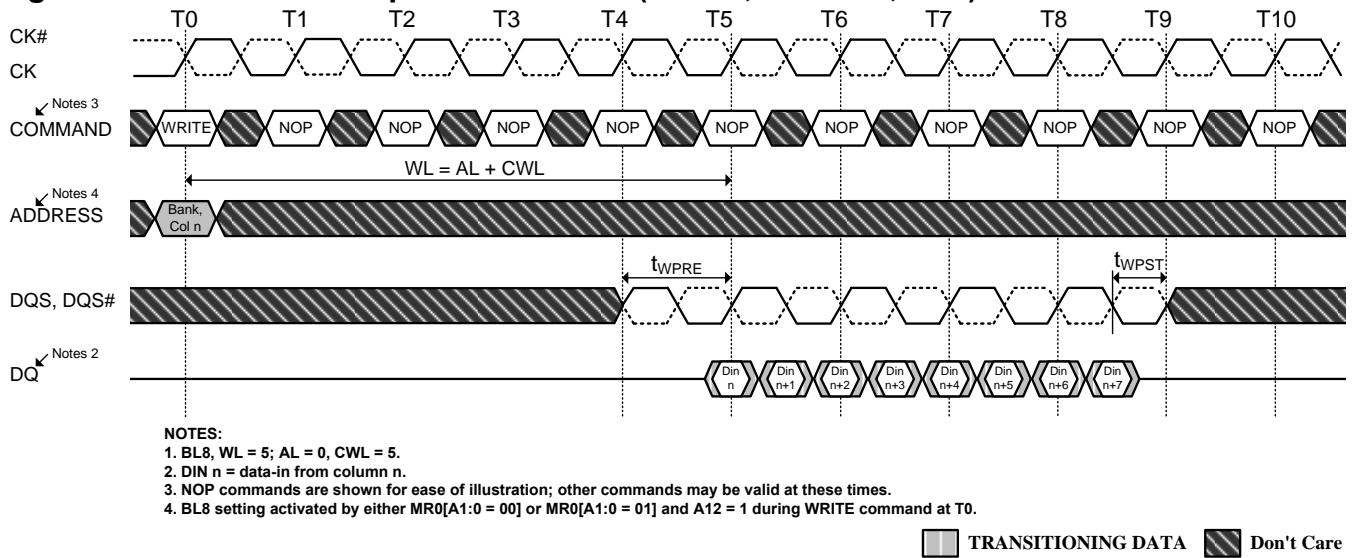 T0 T1 T2 T3 T4 T5 T6 T7 T8 T9 T10
CK#
CK
Notes 3
COMMAND
WRITE NOP NOP NOP NOP NOP NOP NOP NOP NOP NOP
WL = AL + CWL
Notes 4
ADDRESS
Bank,
Col n
tWPRE
tWPST
DQS, DQS#
Notes 2
DQ
Din n Din n+1 Din n+2 Din n+3 Din n+4 Din n+5 Din n+6 Din n+7
NOTES:
1. BL8, WL = 5; AL = 0, CWL = 5.
2. DIN n = data-in from column n.
3. NOP commands are shown for ease of illustration; other commands may be valid at these times.
4. BL8 setting activated by either MR0[A1:0 = 00] or MR0[A1:0 = 01] and A12 = 1 during WRITE command at T0.
TRANSITIONING DATA Don't Care